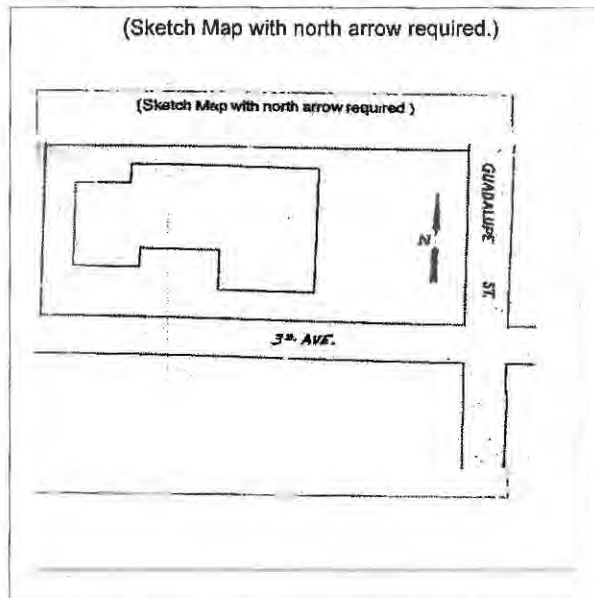 (Sketch Map with north arrow required.)
(Sketch Map with north arrow required )
GUADALUPE ST.
N
3RD. AVE.